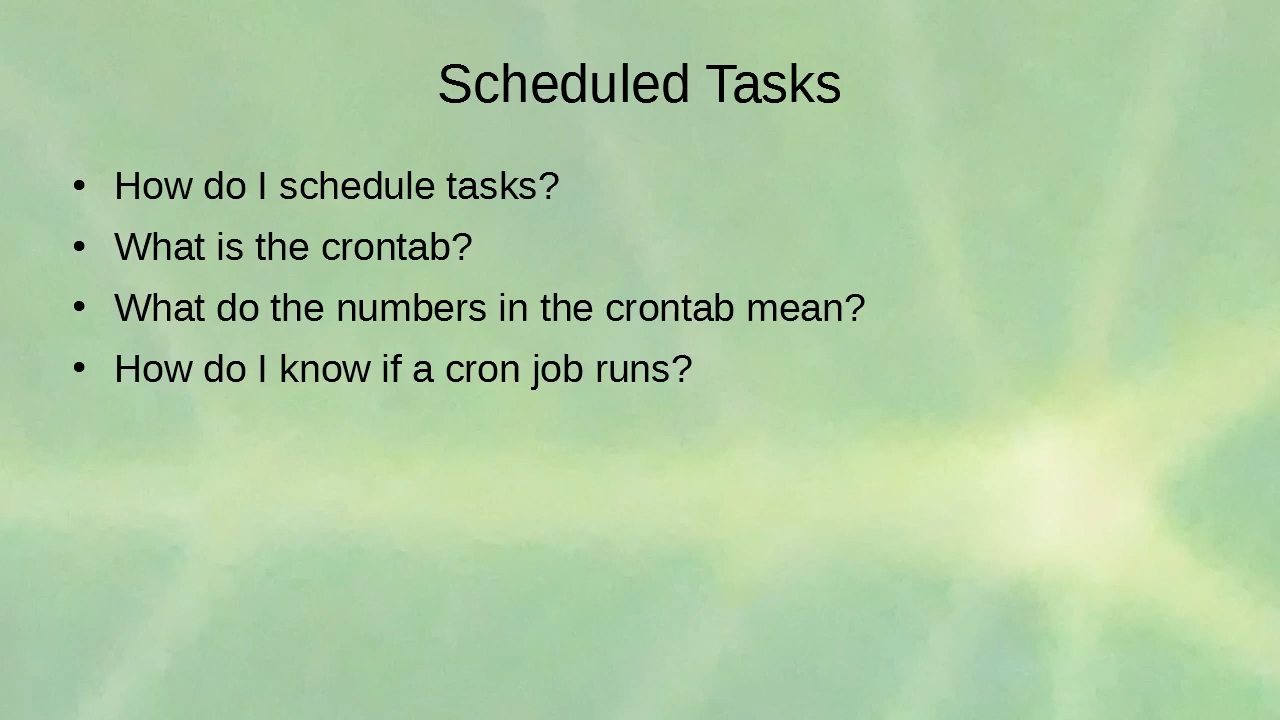 Scheduled Tasks
• How do I schedule tasks?
• What is the crontab?
• What do the numbers in the crontab mean?
• How do I know if a cron job runs?